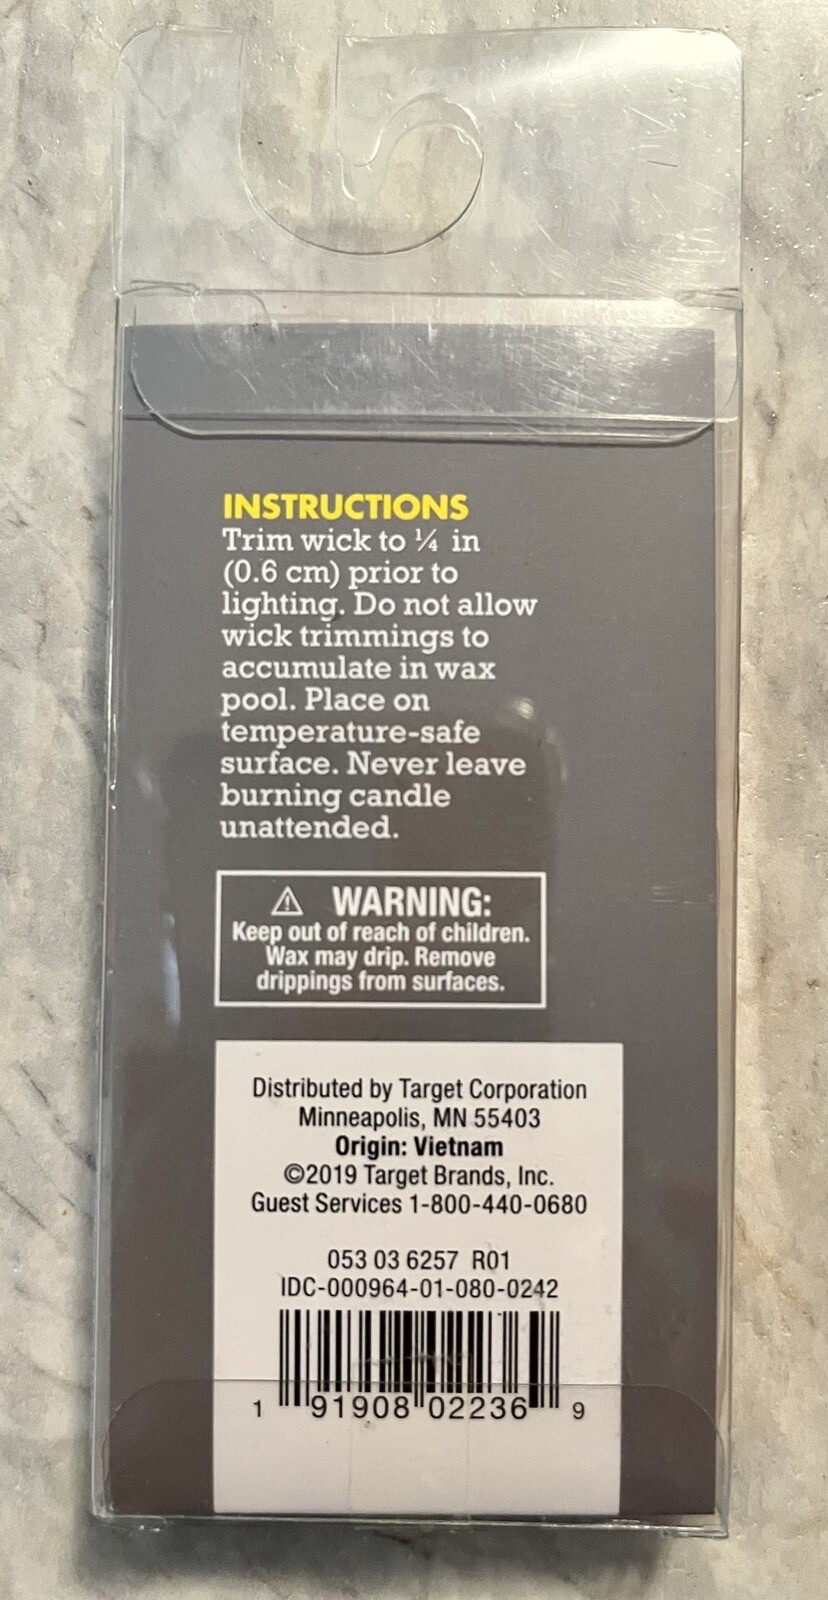 INSTRUCTIONS
Trim wick to ¼ in
(0.6 cm) prior to
lighting. Do not allow
wick trimmings to
accumulate in wax
pool. Place on
temperature-safe
surface. Never leave
burning candle
unattended.
⚠ WARNING:
Keep out of reach of children.
Wax may drip. Remove
drippings from surfaces.
Distributed by Target Corporation
Minneapolis, MN 55403
Origin: Vietnam
©2019 Target Brands, Inc.
Guest Services 1-800-440-0680
053 03 6257 R01
IDC-000964-01-080-0242
1 91908 02236 9